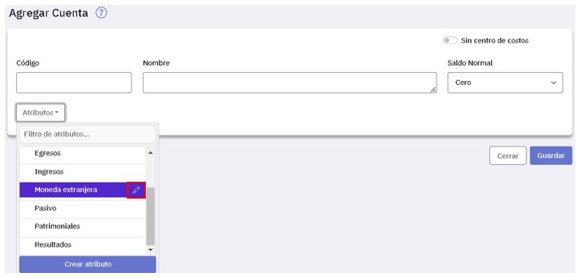 Agregar Cuenta ?
Sin centro de costos
Código Nombre Saldo Normal
Cero
Atributos
Filtro de atributos...
Egresos
Ingresos
Moneda extranjera
Pasivo
Patrimoniales
Resultados
Crear atributo
Cerrar Guardar